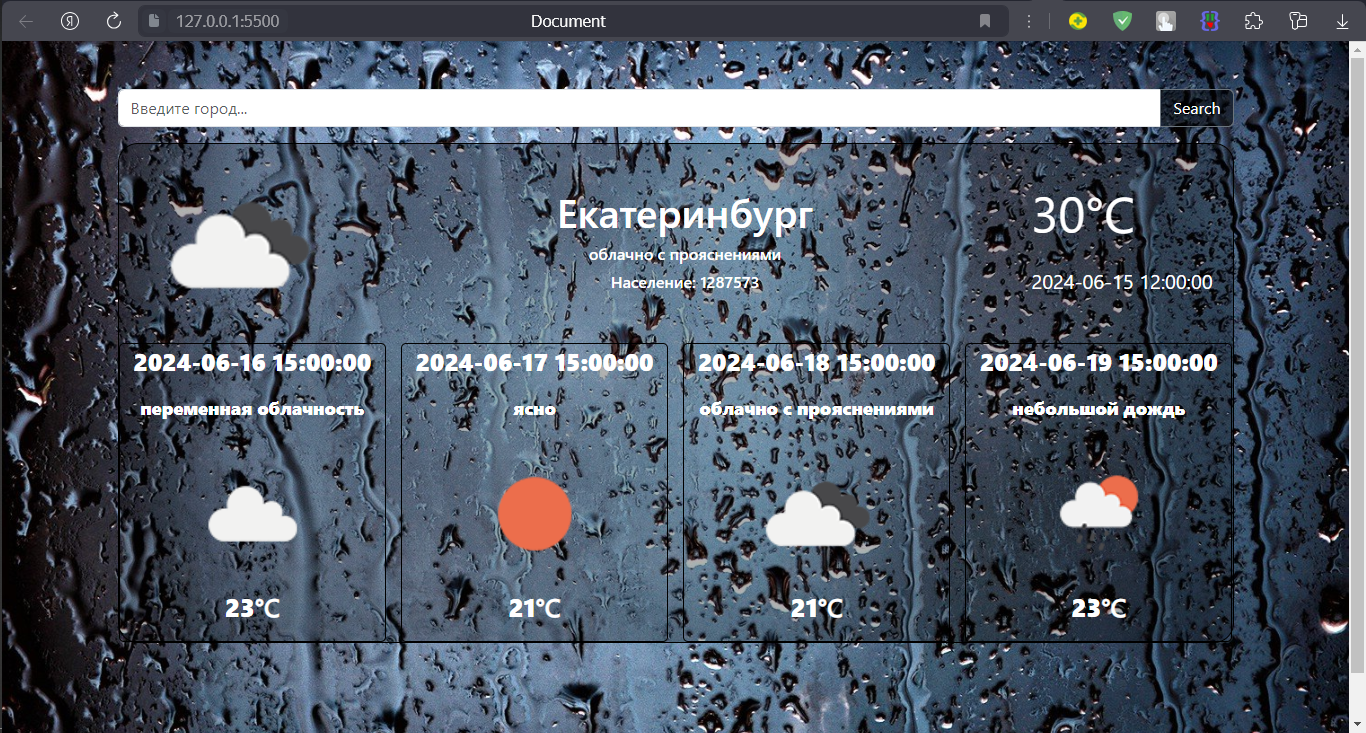 127.0.0.1:5500 Document
Введите город... Search
Екатеринбург 30°C
облачно с прояснениями
Население: 1287573 2024-06-15 12:00:00
2024-06-16 15:00:00 2024-06-17 15:00:00 2024-06-18 15:00:00 2024-06-19 15:00:00
переменная облачность ясно облачно с прояснениями небольшой дождь
23°C 21°C 21°C 23°C